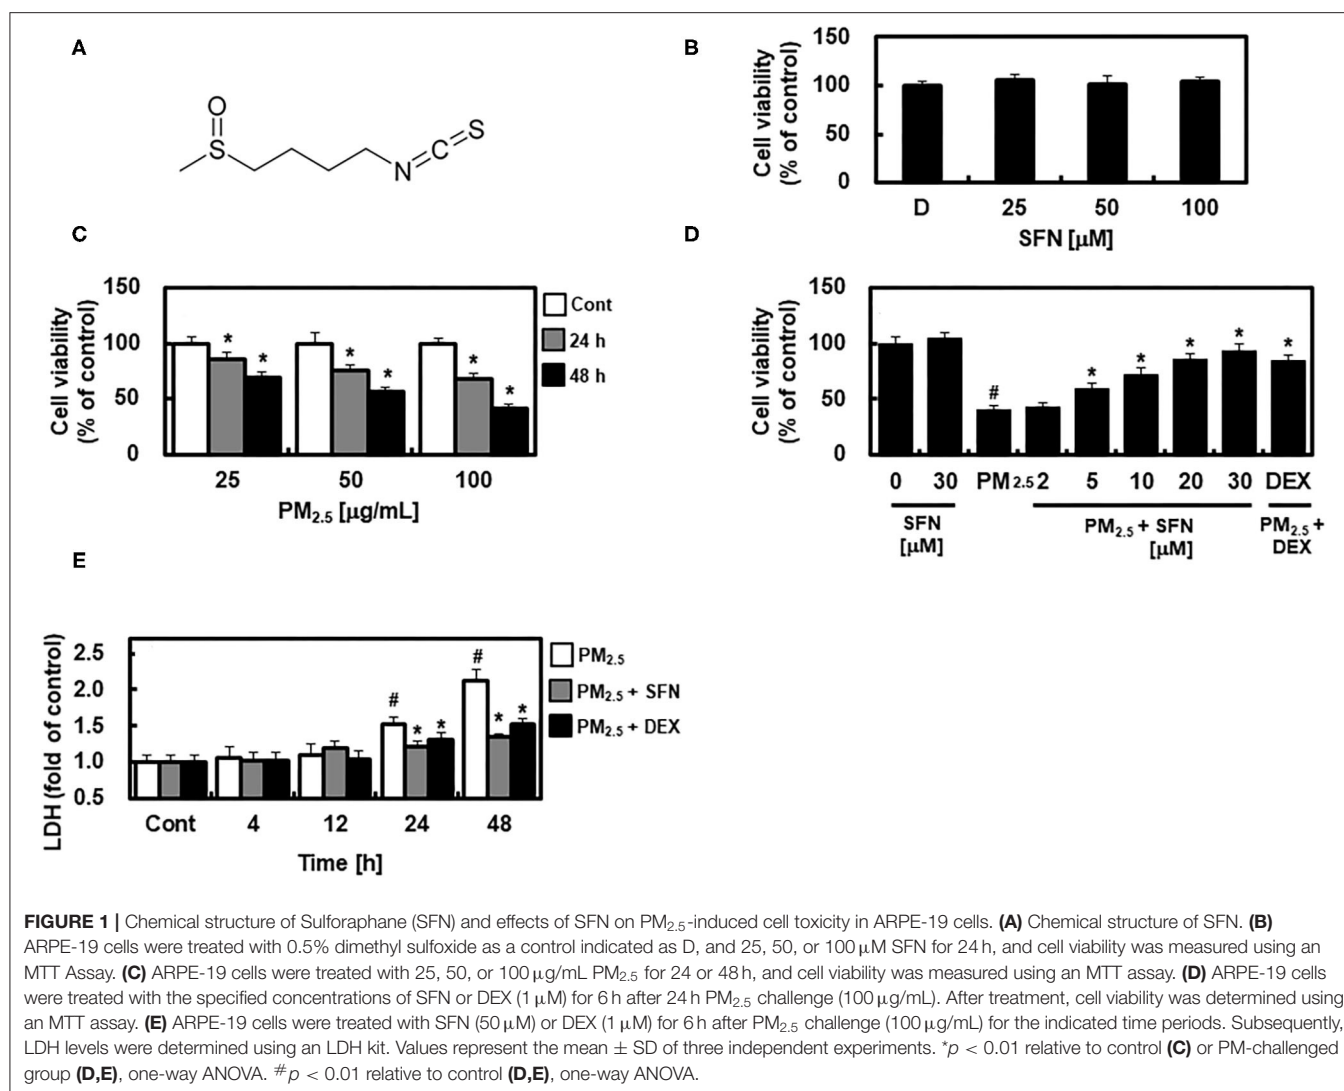 A
O
S
N
C
S
B
Cell viability
(% of control)
150
100
50
0
D 25 50 100
SFN [μM]
C
Cell viability
(% of control)
150
100
50
0
* * * * * *
Cont
24 h
48 h
25 50 100
PM2.5 [μg/mL]
D
Cell viability
(% of control)
150
100
50
0
# * * * * *
0 30 PM 2.5 2 5 10 20 30 DEX
SFN
[μM]
PM2.5 + SFN
[μM]
PM2.5 +
DEX
E
LDH (fold of control)
2.5
2.0
1.5
1.0
0.5
# * * # * *
PM2.5
PM2.5 + SFN
PM2.5 + DEX
Cont 4 12 24 48
Time [h]
FIGURE 1 | Chemical structure of Sulforaphane (SFN) and effects of SFN on PM2.5-induced cell toxicity in ARPE-19 cells. (A) Chemical structure of SFN. (B)
ARPE-19 cells were treated with 0.5% dimethyl sulfoxide as a control indicated as D, and 25, 50, or 100 μM SFN for 24 h, and cell viability was measured using an
MTT Assay. (C) ARPE-19 cells were treated with 25, 50, or 100 μg/mL PM2.5 for 24 or 48 h, and cell viability was measured using an MTT assay. (D) ARPE-19 cells
were treated with the specified concentrations of SFN or DEX (1 μM) for 6 h after 24 h PM2.5 challenge (100 μg/mL). After treatment, cell viability was determined using
an MTT assay. (E) ARPE-19 cells were treated with SFN (50 μM) or DEX (1 μM) for 6 h after PM2.5 challenge (100 μg/mL) for the indicated time periods. Subsequently,
LDH levels were determined using an LDH kit. Values represent the mean ± SD of three independent experiments. *p < 0.01 relative to control (C) or PM-challenged
group (D,E), one-way ANOVA. #p < 0.01 relative to control (D,E), one-way ANOVA.